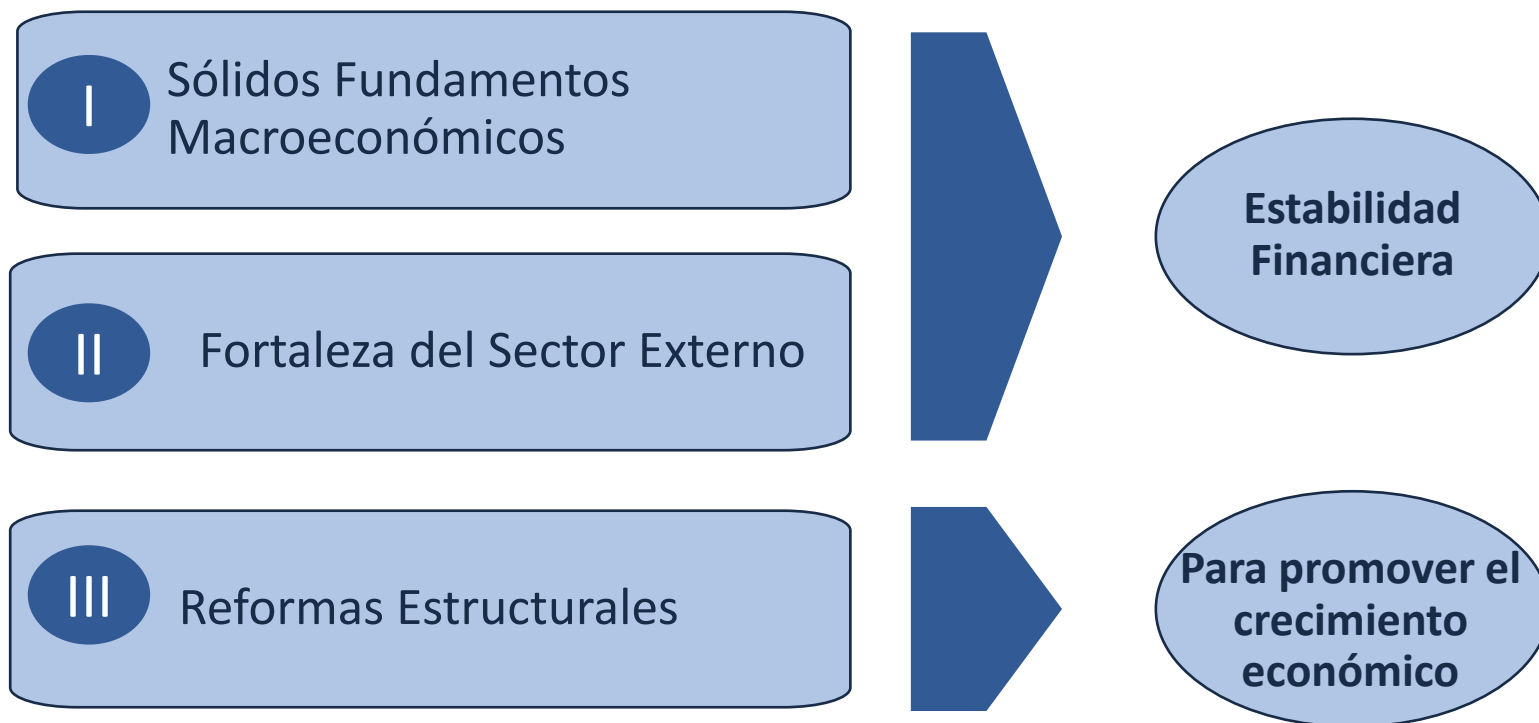 I
Sólidos Fundamentos
Macroeconómicos
II
Fortaleza del Sector Externo
Estabilidad
Financiera
III
Reformas Estructurales
Para promover el
crecimiento
económico